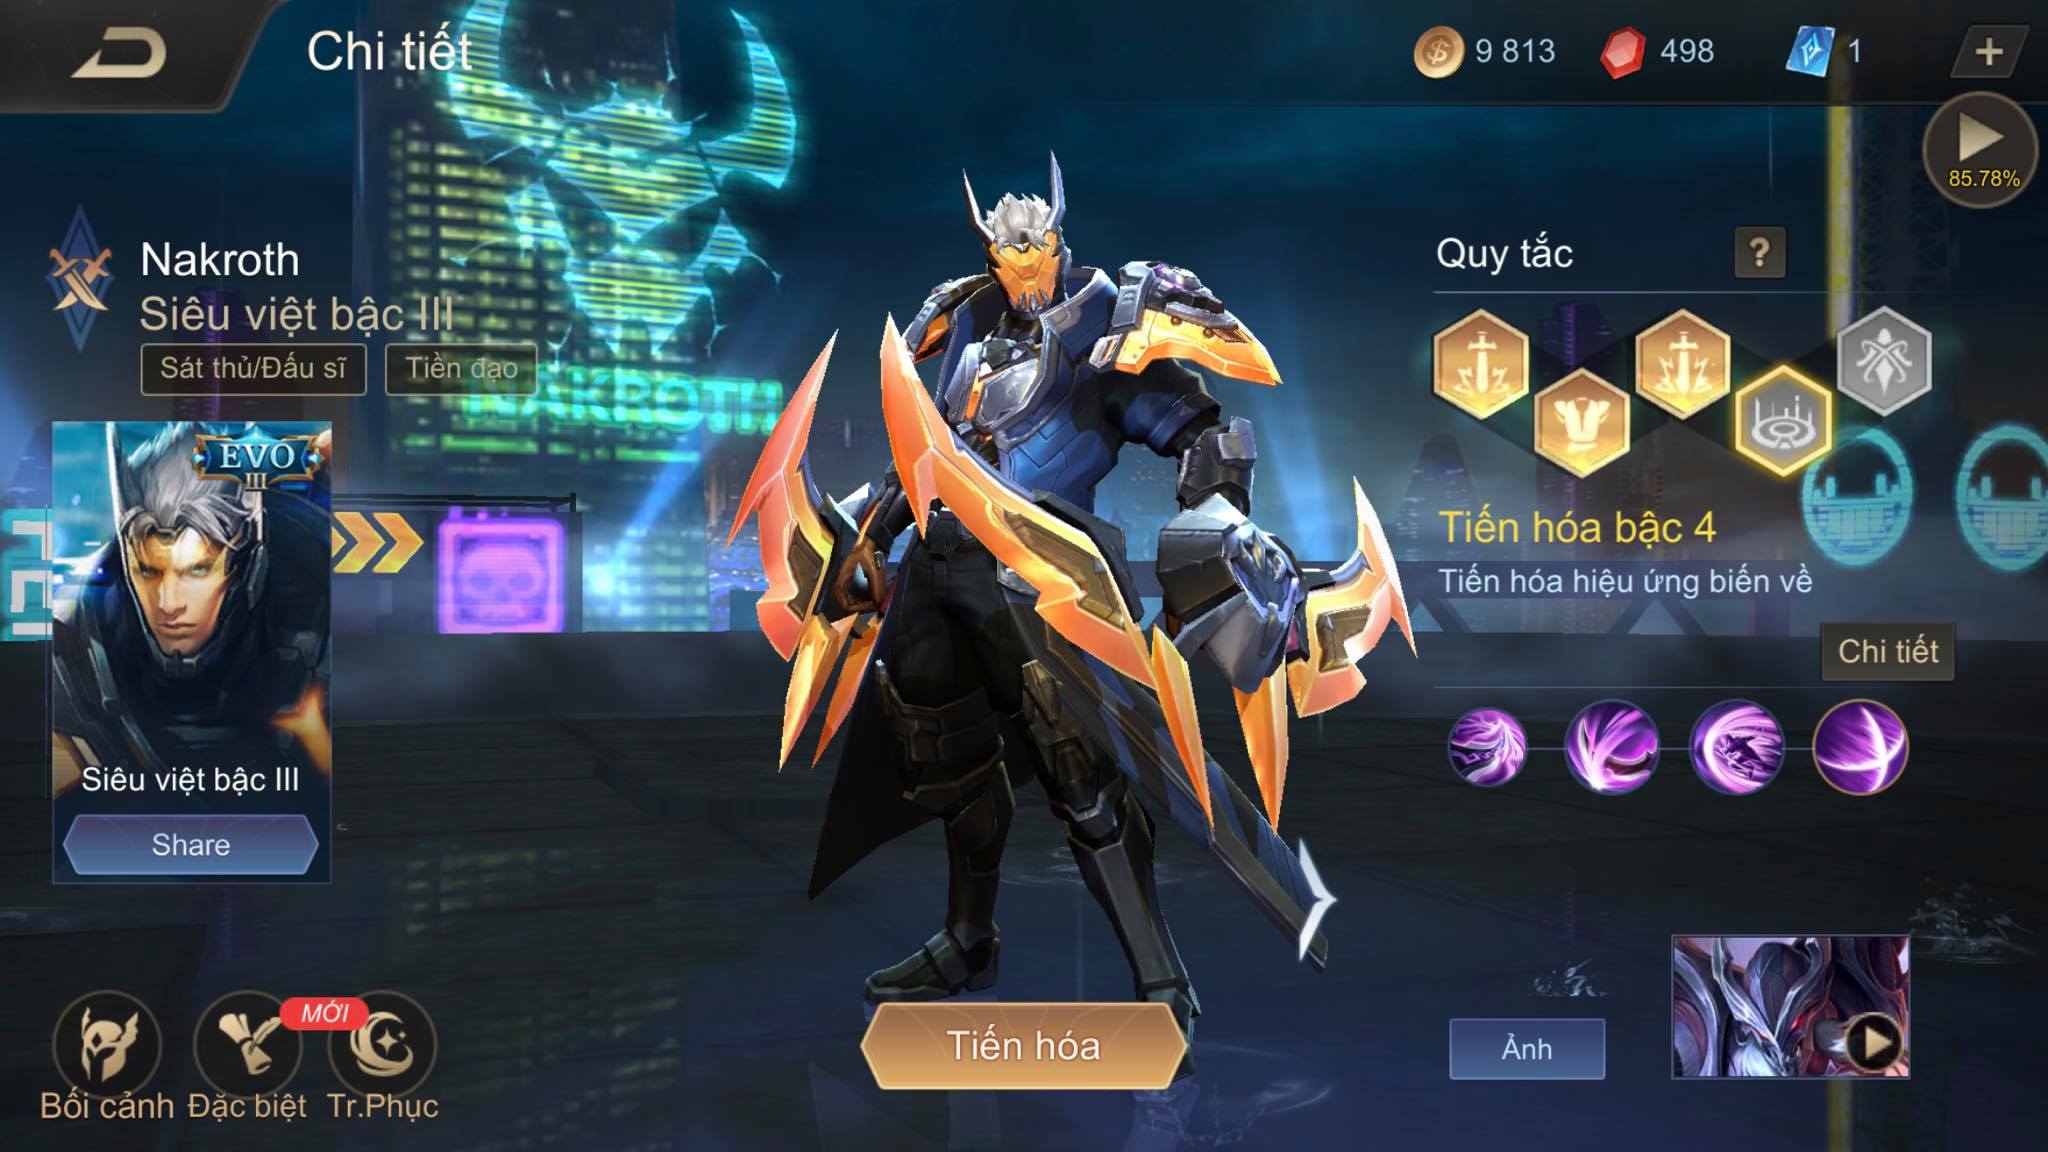 Chi tiết
9 813
498
1
85.78%
Nakroth
Siêu việt bậc III
Sát thủ/Đấu sĩ
Tiền đạo
NAKROTH
EVO
III
Siêu việt bậc III
Share
Quy tắc
?
Tiến hóa bậc 4
Tiến hóa hiệu ứng biến về
Chi tiết
MỚI
Bối cảnh
Đặc biệt
Tr.Phục
Tiến hóa
Ảnh